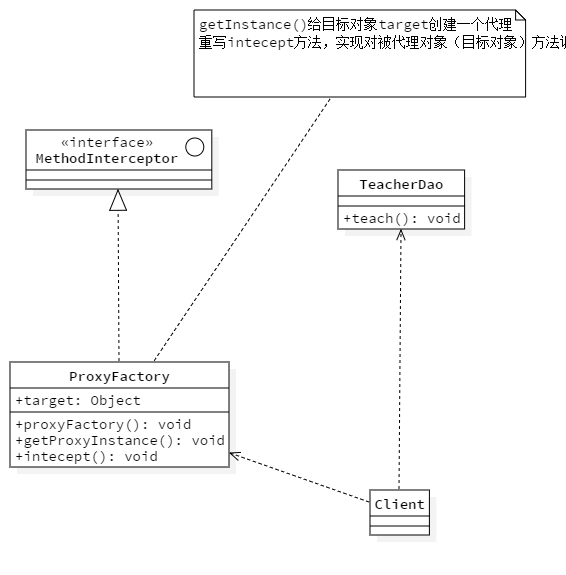 getInstance()给目标对象target创建一个代理
重写intecept方法，实现对被代理对象（目标对象）方法
«interface»
MethodInterceptor
TeacherDao
+teach(): void
ProxyFactory
+target: Object
+proxyFactory(): void
+getProxyInstance(): void
+intecept(): void
Client